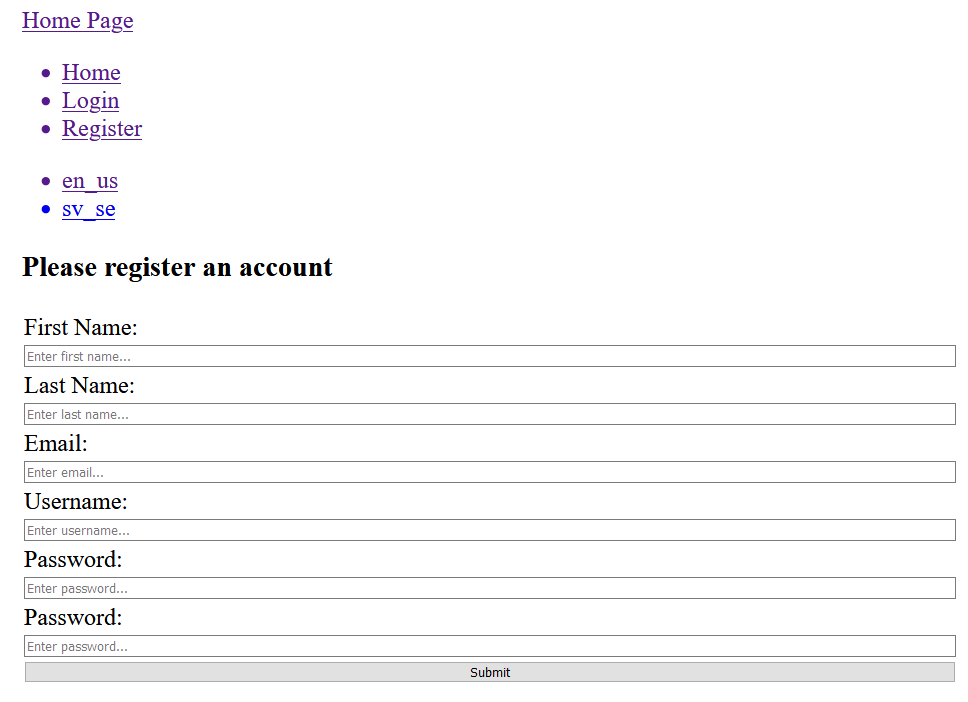 Home Page
Home
Login
Register
en_us
sv_se
Please register an account
First Name:
Enter first name...
Last Name:
Enter last name...
Email:
Enter email...
Username:
Enter username...
Password:
Enter password...
Password:
Enter password...
Submit